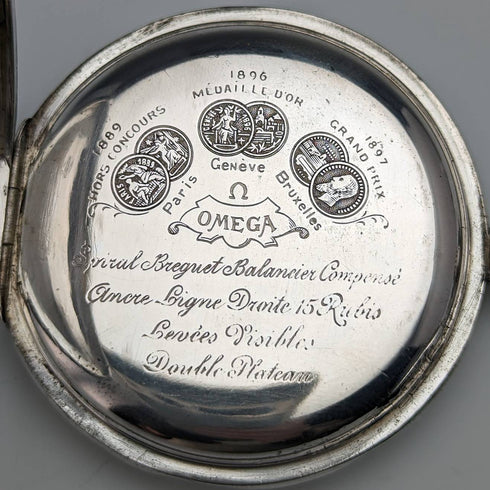 1889
HORS CONCOURS
Paris
1896
MÉDAILLE D'OR
Genève
1897
GRAND PRIX
Bruxelles
Ω
OMEGA
Spiral Breguet Balancier Compensé
Ancre Ligne Droite 15 Rubis
Levées Visibles
Double Plateau